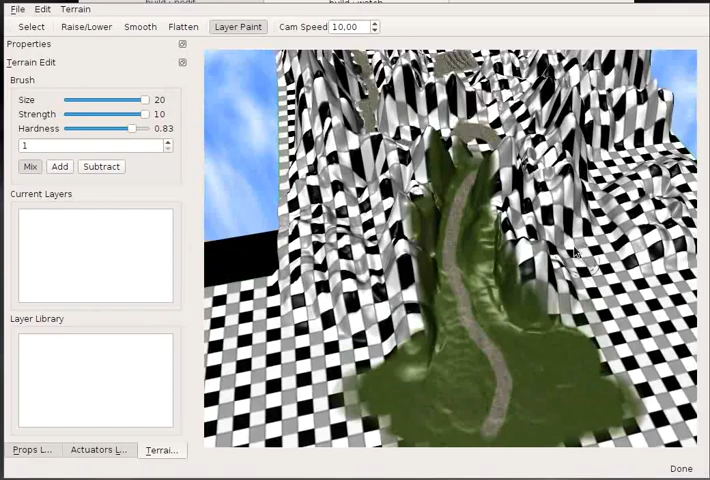 File Edit Terrain
Select Raise/Lower Smooth Flatten Layer Paint Cam Speed 10,00
Properties
Terrain Edit
Brush
Size 20
Strength 10
Hardness 0.83
1
Mix Add Subtract
Current Layers
Layer Library
Props L... Actuators L... Terrai...
Done